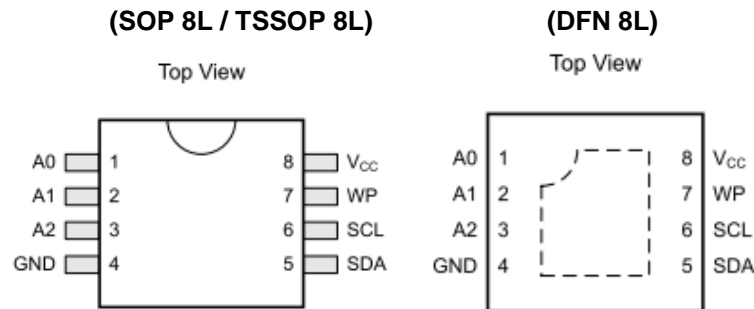 (SOP 8L / TSSOP 8L)
Top View
A0 1 8 VCC
A1 2 7 WP
A2 3 6 SCL
GND 4 5 SDA
(DFN 8L)
Top View
A0 1 8 VCC
A1 2 7 WP
A2 3 6 SCL
GND 4 5 SDA